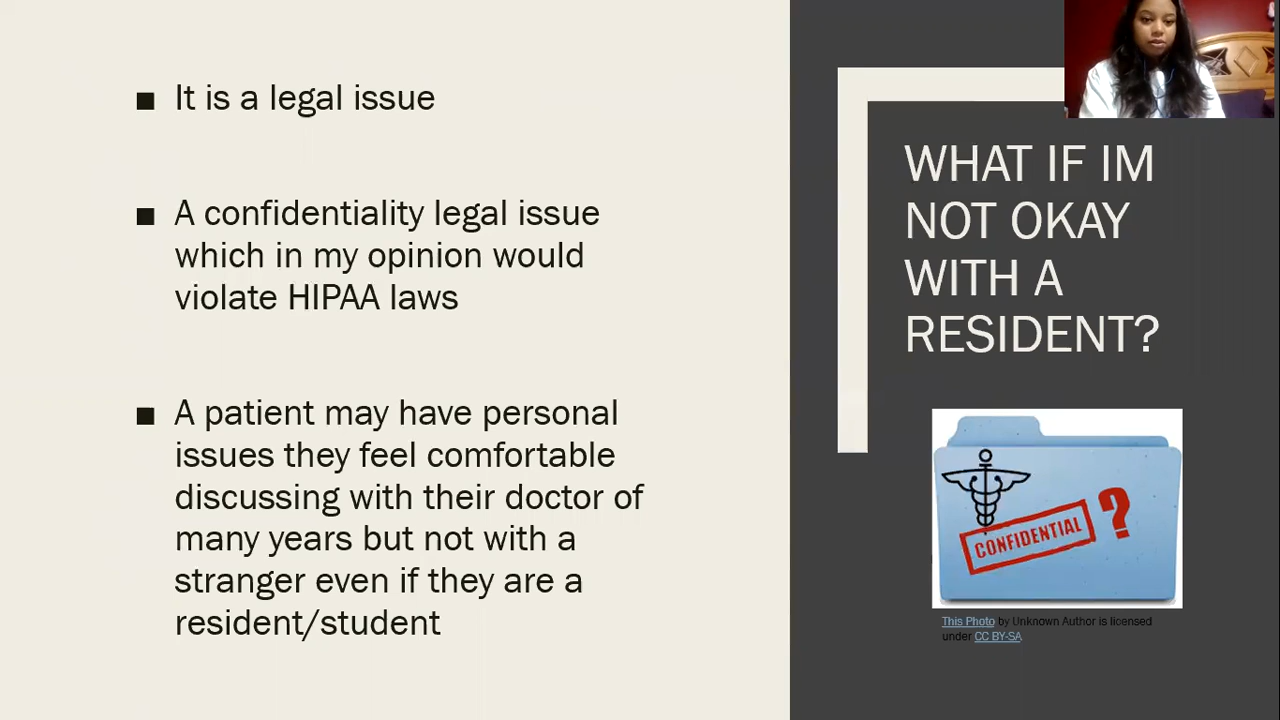 ■ It is a legal issue
■ A confidentiality legal issue
which in my opinion would
violate HIPAA laws
■ A patient may have personal
issues they feel comfortable
discussing with their doctor of
many years but not with a
stranger even if they are a
resident/student
WHAT IF IM
NOT OKAY
WITH A
RESIDENT?
CONFIDENTIAL ?
This Photo by Unknown Author is licensed
under CC BY-SA